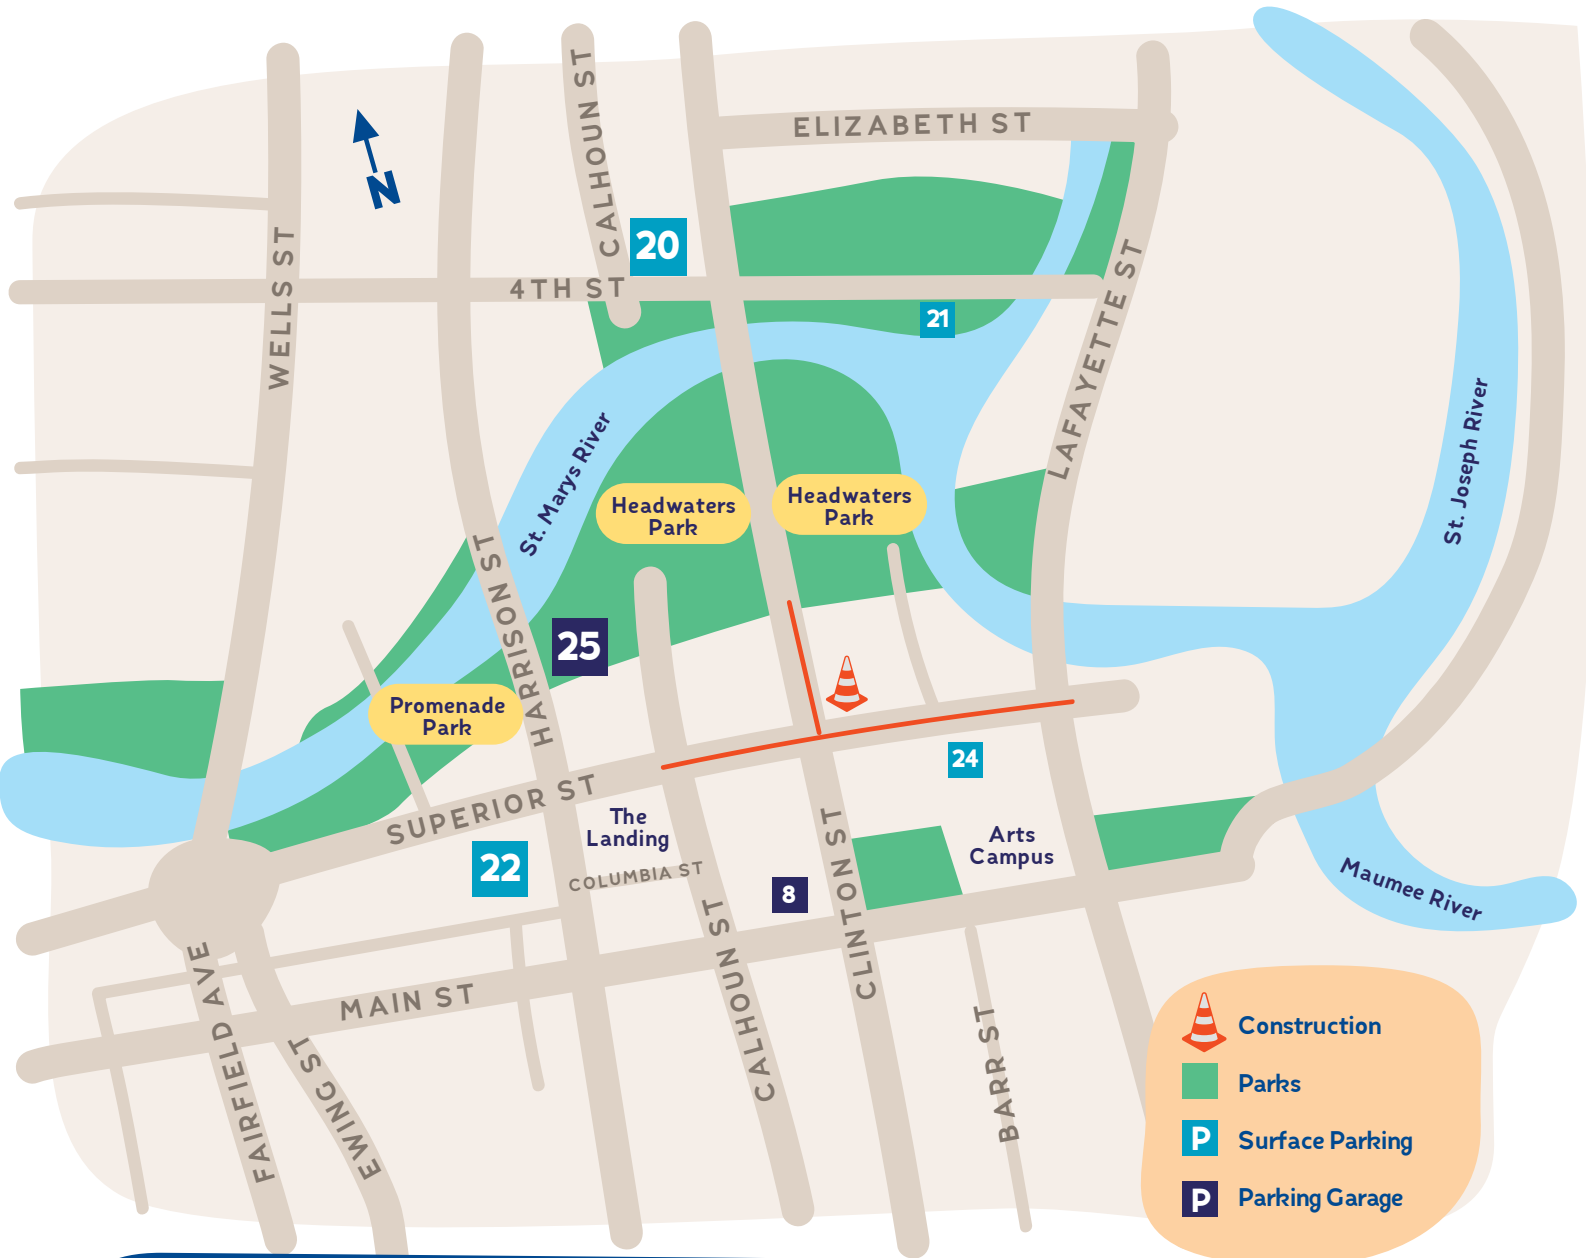 CALHOUN ST
ELIZABETH ST
N
WELLS ST
20
4TH ST
21
LAFAYETTE ST
St. Marys River
St. Joseph River
Headwaters
Park
Headwaters
Park
HARRISON ST
25
Promenade
Park
24
SUPERIOR ST
The
Landing
Arts
Campus
22
COLUMBIA ST
8
CLINTON ST
Maumee River
CALHOUN ST
FAIRFIELD AVE
MAIN ST
EWING ST
BARR ST
Construction
Parks
P Surface Parking
P Parking Garage